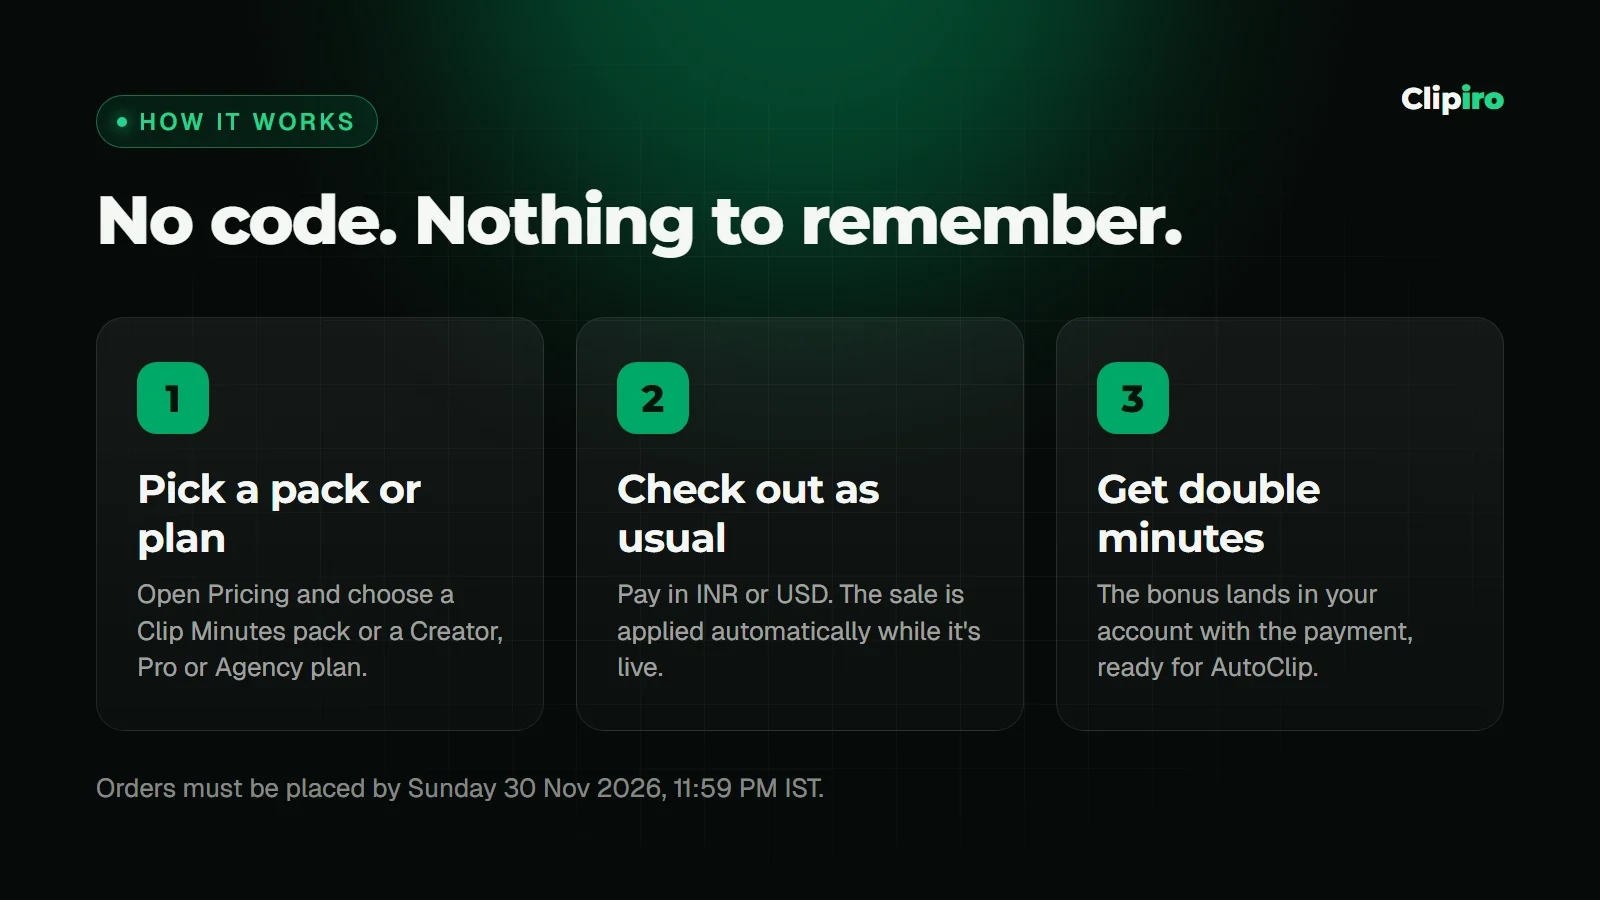 HOW IT WORKS
Clipiro
No code. Nothing to remember.
1
Pick a pack or
plan
Open Pricing and choose a
Clip Minutes pack or a Creator,
Pro or Agency plan.
2
Check out as
usual
Pay in INR or USD. The sale is
applied automatically while it's
live.
3
Get double
minutes
The bonus lands in your
account with the payment,
ready for AutoClip.
Orders must be placed by Sunday 30 Nov 2026, 11:59 PM IST.